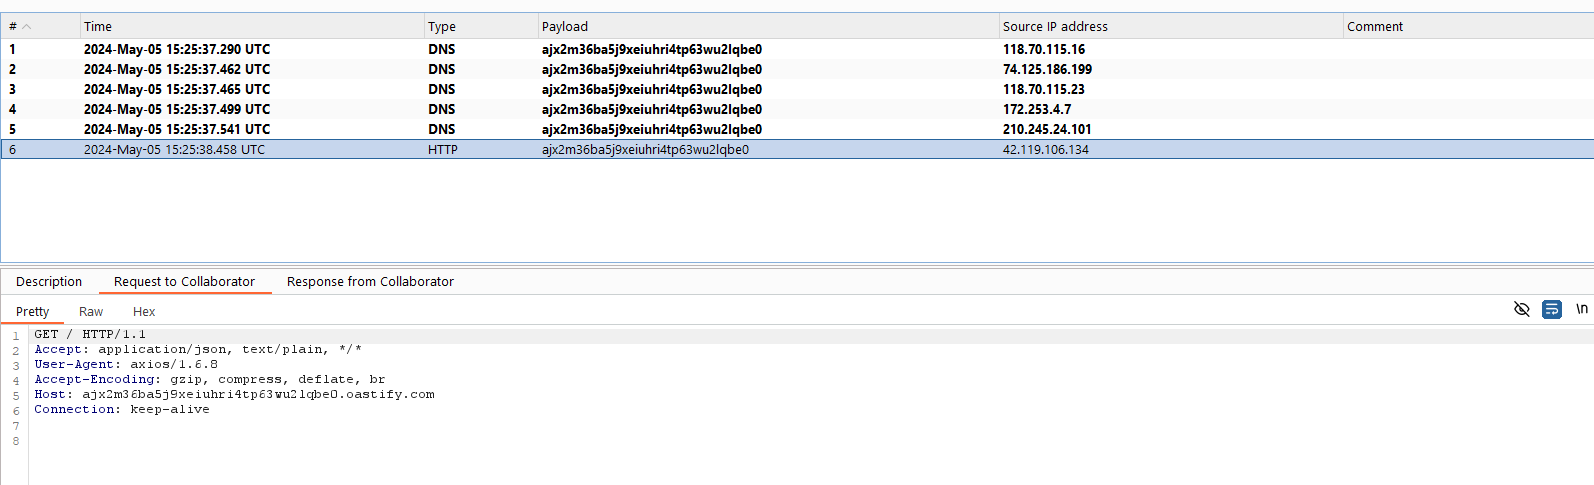 # Time Type Payload Source IP address Comment
1 2024-May-05 15:25:37.290 UTC DNS ajx2m36ba5j9xeiuhri4tp63wu2lqbe0 118.70.115.16
2 2024-May-05 15:25:37.462 UTC DNS ajx2m36ba5j9xeiuhri4tp63wu2lqbe0 74.125.186.199
3 2024-May-05 15:25:37.465 UTC DNS ajx2m36ba5j9xeiuhri4tp63wu2lqbe0 118.70.115.23
4 2024-May-05 15:25:37.499 UTC DNS ajx2m36ba5j9xeiuhri4tp63wu2lqbe0 172.253.4.7
5 2024-May-05 15:25:37.541 UTC DNS ajx2m36ba5j9xeiuhri4tp63wu2lqbe0 210.245.24.101
6 2024-May-05 15:25:38.458 UTC HTTP ajx2m36ba5j9xeiuhri4tp63wu2lqbe0 42.119.106.134
Description Request to Collaborator Response from Collaborator
Pretty Raw Hex \n
1 GET / HTTP/1.1
2 Accept: application/json, text/plain, */*
3 User-Agent: axios/1.6.8
4 Accept-Encoding: gzip, compress, deflate, br
5 Host: ajx2m36ba5j9xeiuhri4tp63wu2lqbe0.oastify.com
6 Connection: keep-alive
7
8